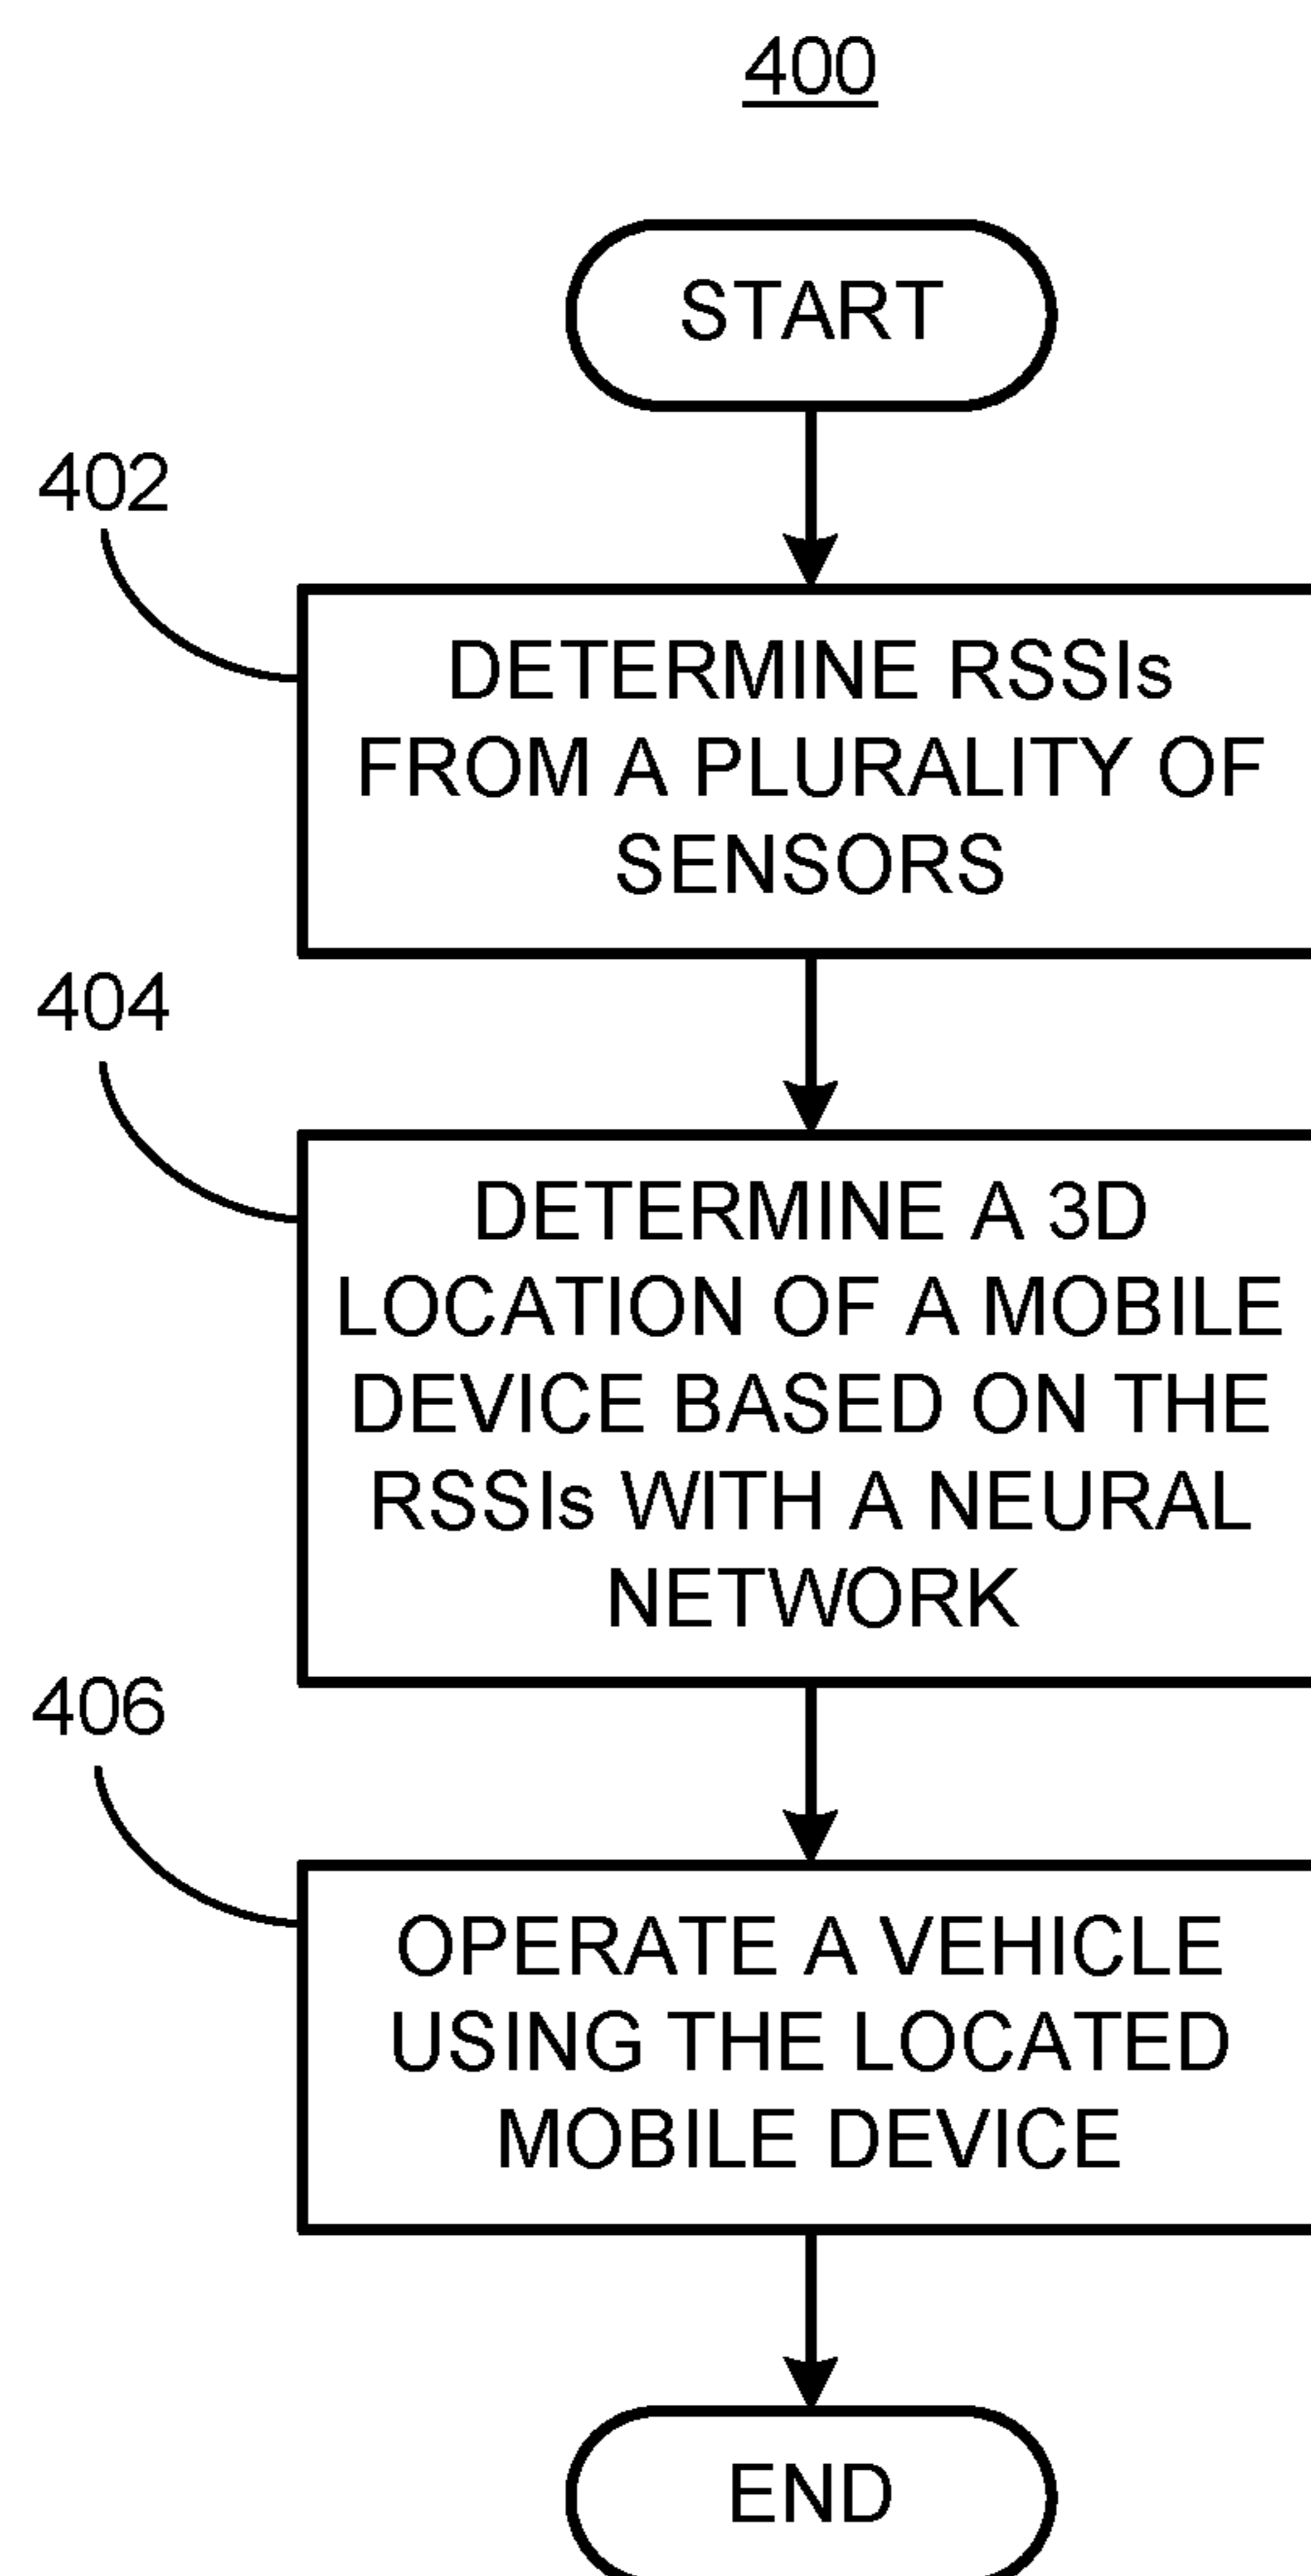 400
START
402
DETERMINE RSSIs
FROM A PLURALITY OF
SENSORS
404
DETERMINE A 3D
LOCATION OF A MOBILE
DEVICE BASED ON THE
RSSIs WITH A NEURAL
NETWORK
406
OPERATE A VEHICLE
USING THE LOCATED
MOBILE DEVICE
END